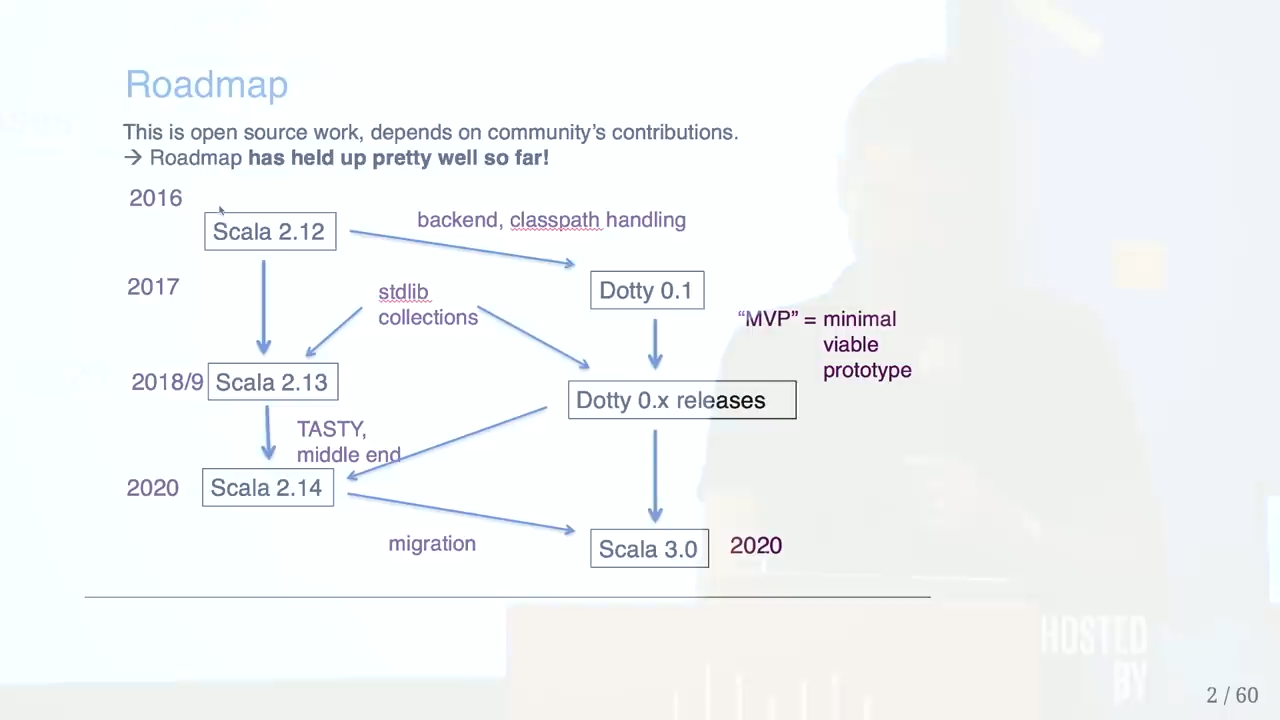 Roadmap
This is open source work, depends on community's contributions.
→ Roadmap has held up pretty well so far!
2016
Scala 2.12
backend, classpath handling
2017
stdlib
collections
Dotty 0.1
"MVP" = minimal
viable
prototype
2018/9
Scala 2.13
Dotty 0.x releases
TASTY,
middle end
2020
Scala 2.14
migration
Scala 3.0
2020
HOSTED
BY
2 / 60